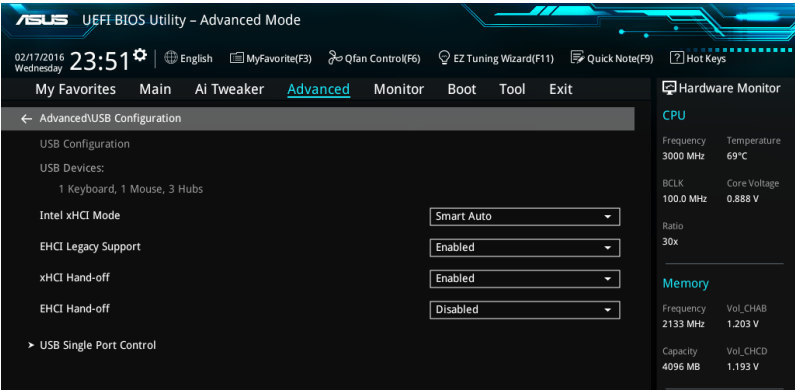 ASUS UEFI BIOS Utility – Advanced Mode
02/17/2016 Wednesday 23:51 English MyFavorite(F3) Qfan Control(F6) EZ Tuning Wizard(F11) Quick Note(F9) ? Hot Keys
My Favorites Main Ai Tweaker Advanced Monitor Boot Tool Exit
Hardware Monitor
← Advanced\USB Configuration
USB Configuration
USB Devices:
1 Keyboard, 1 Mouse, 3 Hubs
Intel xHCI Mode Smart Auto
EHCI Legacy Support Enabled
xHCI Hand-off Enabled
EHCI Hand-off Disabled
> USB Single Port Control
CPU
Frequency Temperature
3000 MHz 69°C
BCLK Core Voltage
100.0 MHz 0.888 V
Ratio
30x
Memory
Frequency Vol_CHAB
2133 MHz 1.203 V
Capacity Vol_CHCD
4096 MB 1.193 V